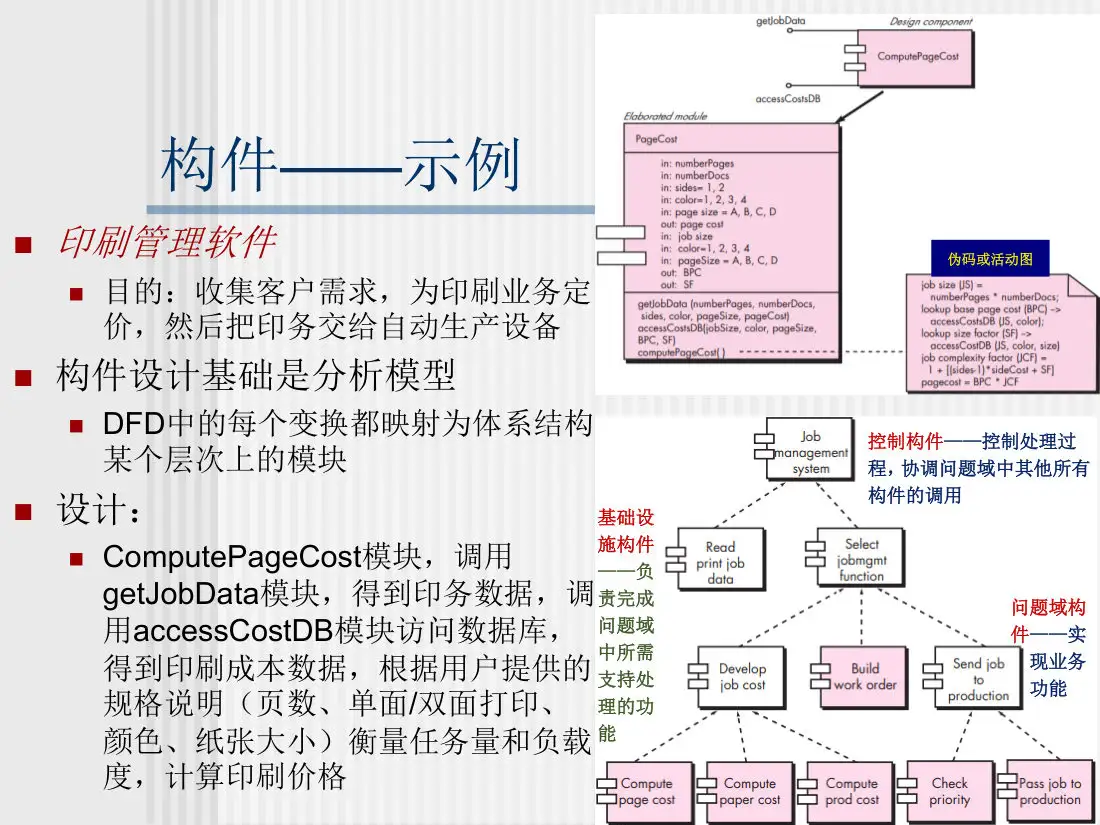 构件——示例
印刷管理软件
目的：收集客户需求，为印刷业务定
价，然后把印务交给自动生产设备
构件设计基础是分析模型
DFD中的每个变换都映射为体系结构
某个层次上的模块
设计：
ComputePageCost模块，调用
getJobData模块，得到印务数据，调
用accessCostDB模块访问数据库，
得到印刷成本数据，根据用户提供的
规格说明（页数、单面/双面打印、
颜色、纸张大小）衡量任务量和负载
度，计算印刷价格
getJobData
Design component
ComputePageCost
accessCostsDB
Elaborated module
PageCost
in: numberPages
in: numberDocs
in: sides= 1, 2
in: color=1, 2, 3, 4
in: page size = A, B, C, D
out: page cost
in: job size
in: color=1, 2, 3, 4
in: pageSize = A, B, C, D
out: BPC
out: SF
getJobData (numberPages, numberDocs,
sides, color, pageSize, pageCost)
accessCostsDB(jobSize, color, pageSize,
BPC, SF)
computePageCost( )
伪码或活动图
job size (JS) =
numberPages * numberDocs;
lookup base page cost (BPC) -->
accessCostsDB (JS, color);
lookup size factor (SF) -->
accessCostDB (JS, color, size)
job complexity factor (JCF) =
1 + [(sides-1)*sideCost + SF]
pagecost = BPC * JCF
Job
management
system
控制构件——控制处理过
程，协调问题域中其他所有
构件的调用
基础设
施构件
——负
责完成
问题域
中所需
支持处
理的功
能
Read
print job
data
Select
jobmgmt
function
问题域构
件——实
现业务
功能
Develop
job cost
Build
work order
Send job
to
production
Compute
page cost
Compute
paper cost
Compute
prod cost
Check
priority
Pass job to
production